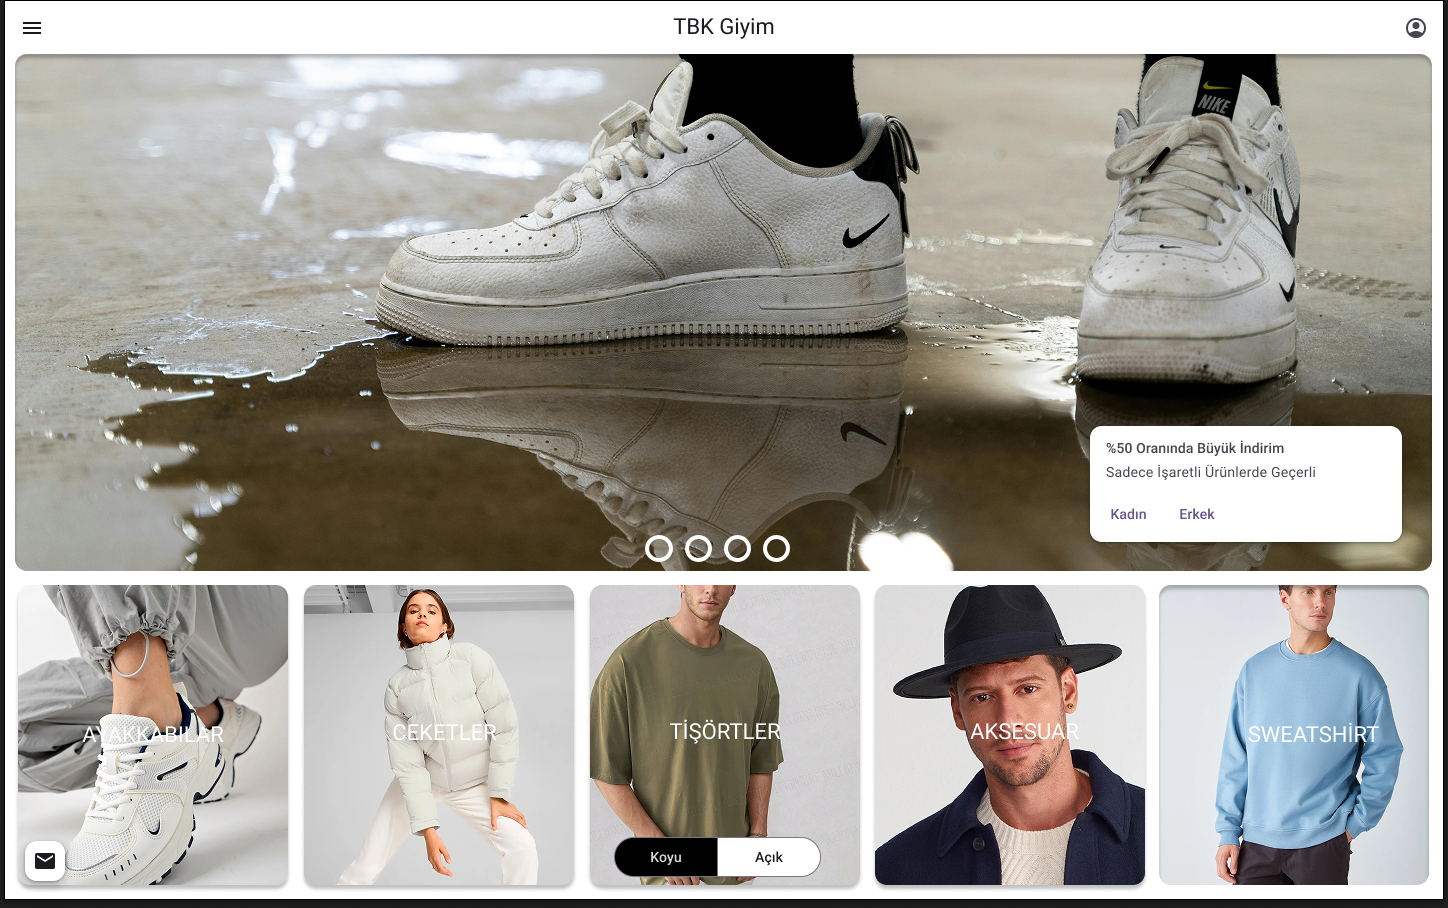 TBK Giyim
NIKE
%50 Oranında Büyük İndirim
Sadece İşaretli Ürünlerde Geçerli
Kadın Erkek
AYAKKABILAR
CEKETLER
TİŞÖRTLER
AKSESUAR
SWEATSHİRT
Koyu Açık